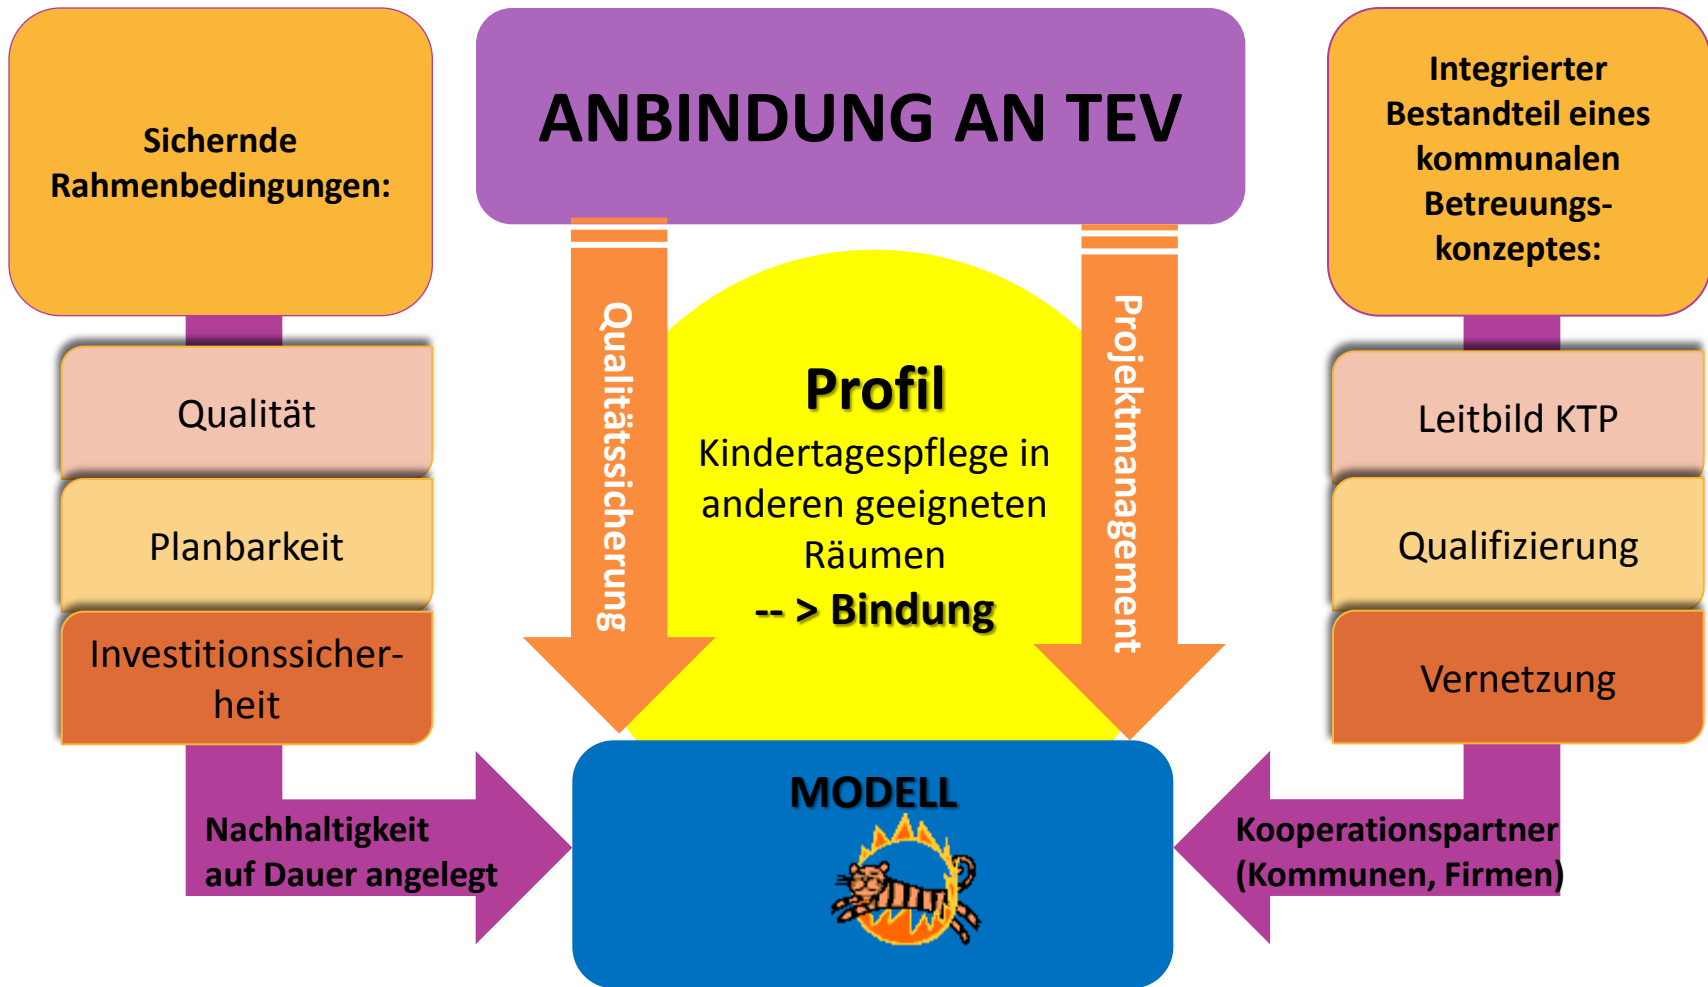 Sichernde
Rahmenbedingungen:
Qualität
Planbarkeit
Investitionssicher-
heit
Nachhaltigkeit
auf Dauer angelegt
ANBINDUNG AN TEV
Qualitätssicherung
Projektmanagement
Profil
Kindertagespflege in
anderen geeigneten
Räumen
-- > Bindung
MODELL
Integrierter
Bestandteil eines
kommunalen
Betreuungs-
konzeptes:
Leitbild KTP
Qualifizierung
Vernetzung
Kooperationspartner
(Kommunen, Firmen)